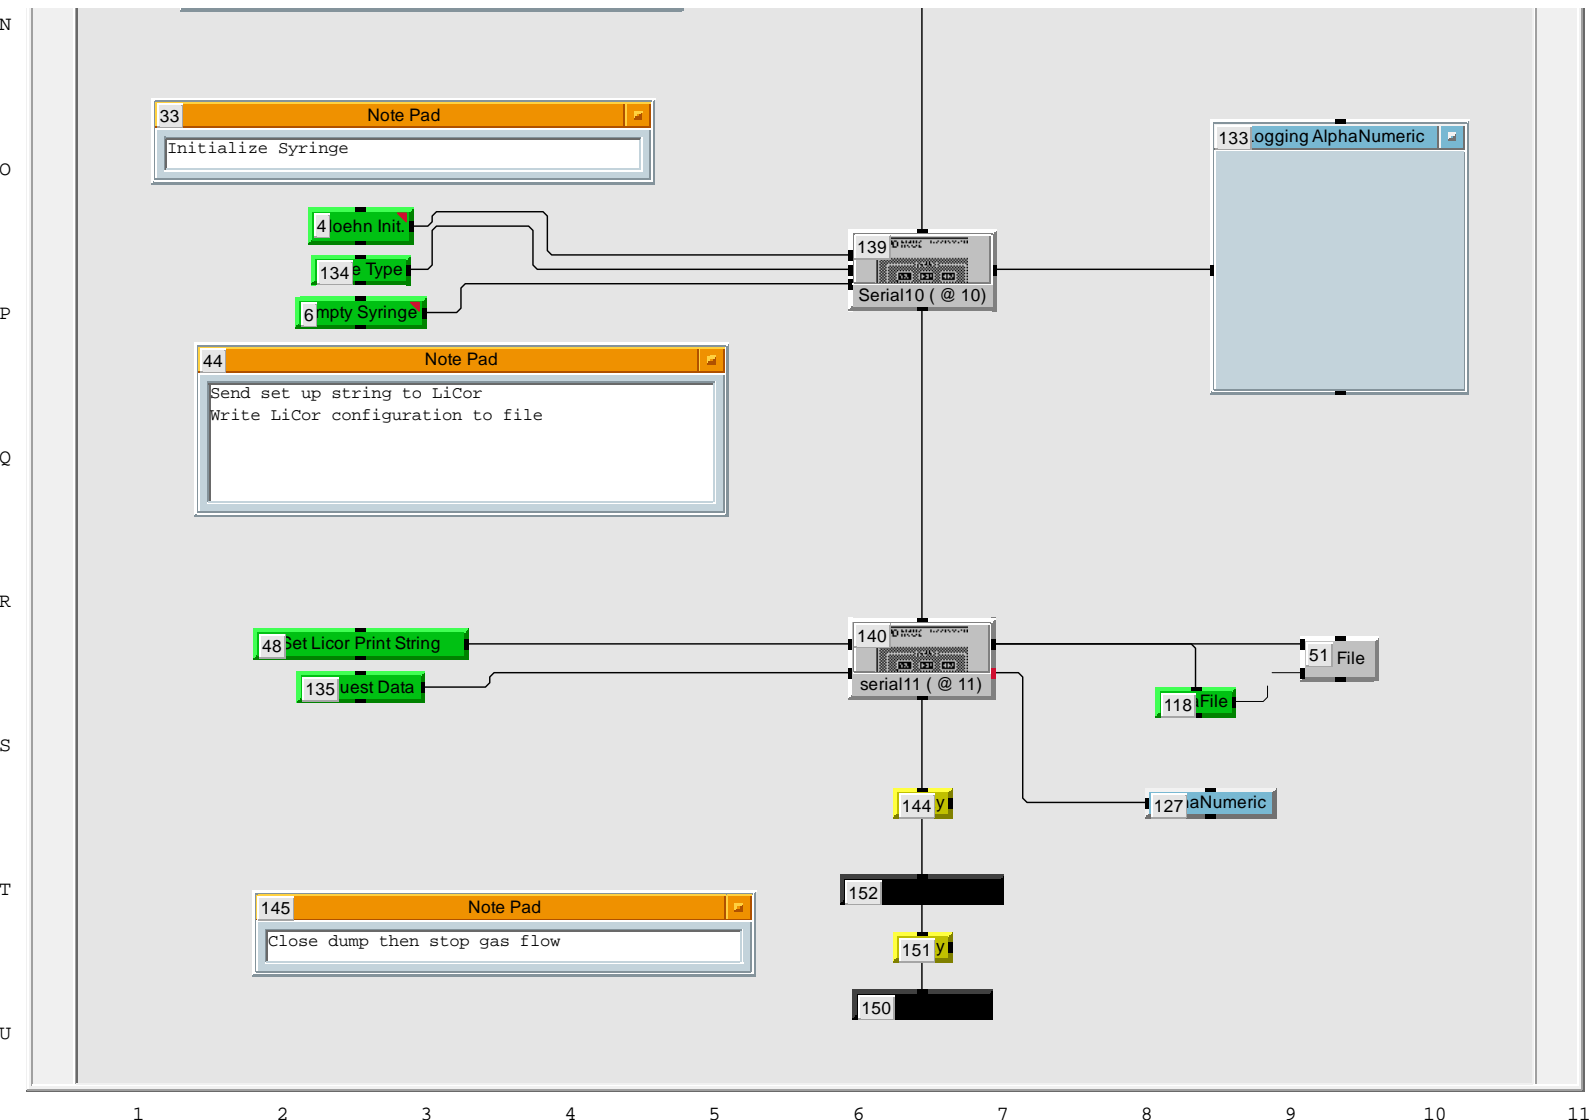 N
33 Note Pad
Initialize Syringe
133 ogging AlphaNumeric
O
4 loehn Init.
139
134 e Type
Serial10 ( @ 10)
6 mpty Syringe
P
44 Note Pad
Send set up string to LiCor
Write LiCor configuration to file
Q
R
48 Set Licor Print String
140
51 File
135 uest Data
serial11 ( @ 11)
118 File
S
144 y
127 aNumeric
T
152
145 Note Pad
Close dump then stop gas flow
151 y
150
U
1 2 3 4 5 6 7 8 9 10 11